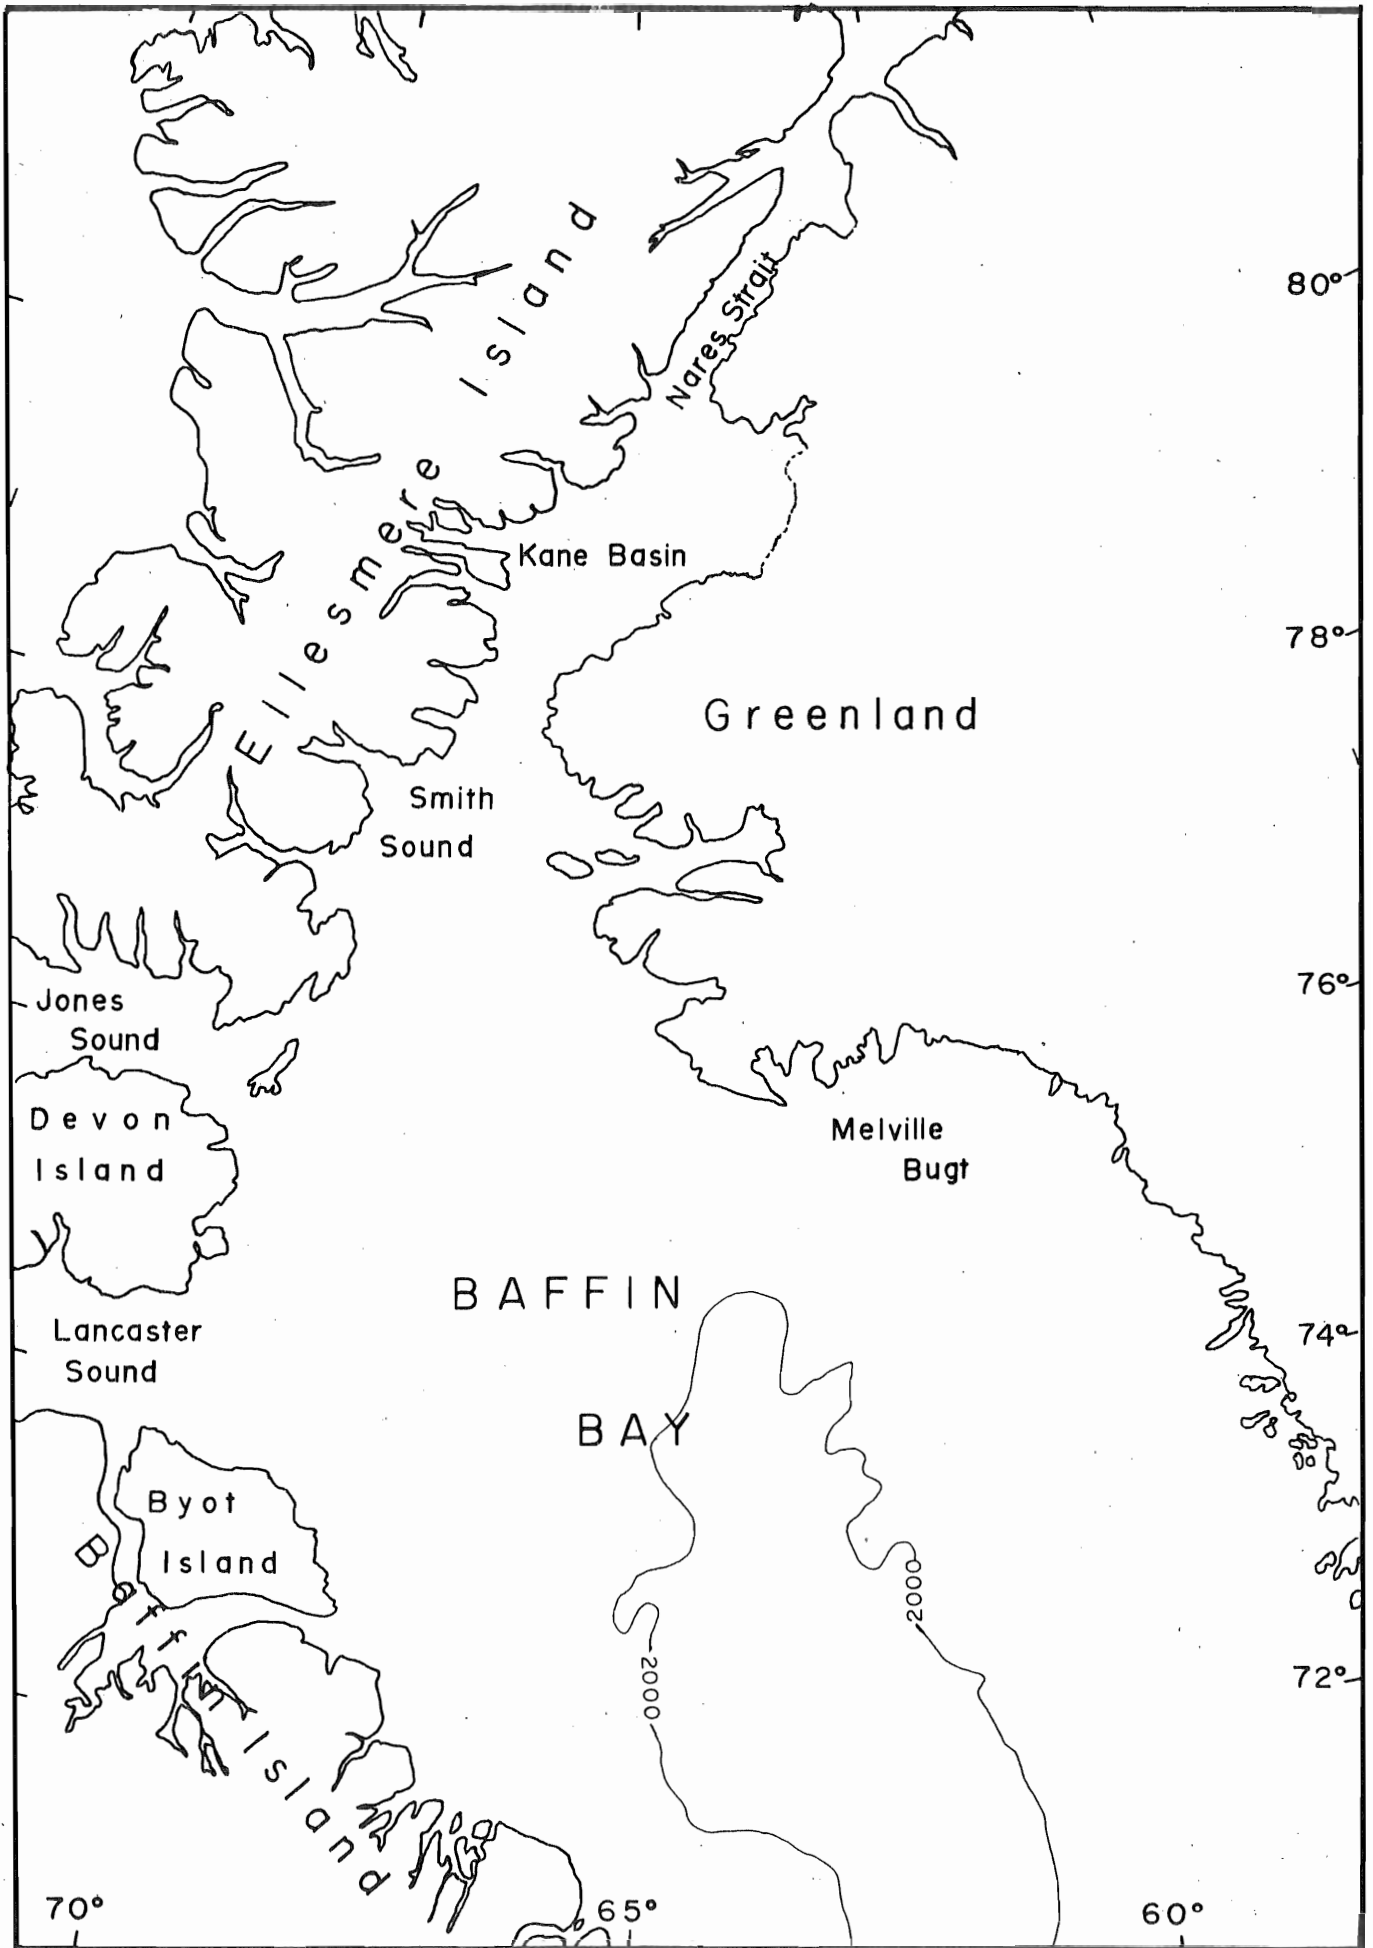 Island
Nares Strait
80°
Ellesmere
Kane Basin
78°
Greenland
Smith
Sound
76°
Jones
Sound
Devon
Island
Melville
Bugt
BAFFIN
74°
Lancaster
Sound
BAY
Byot
Island
2000
2000
72°
Baffin Island
70°
65°
60°